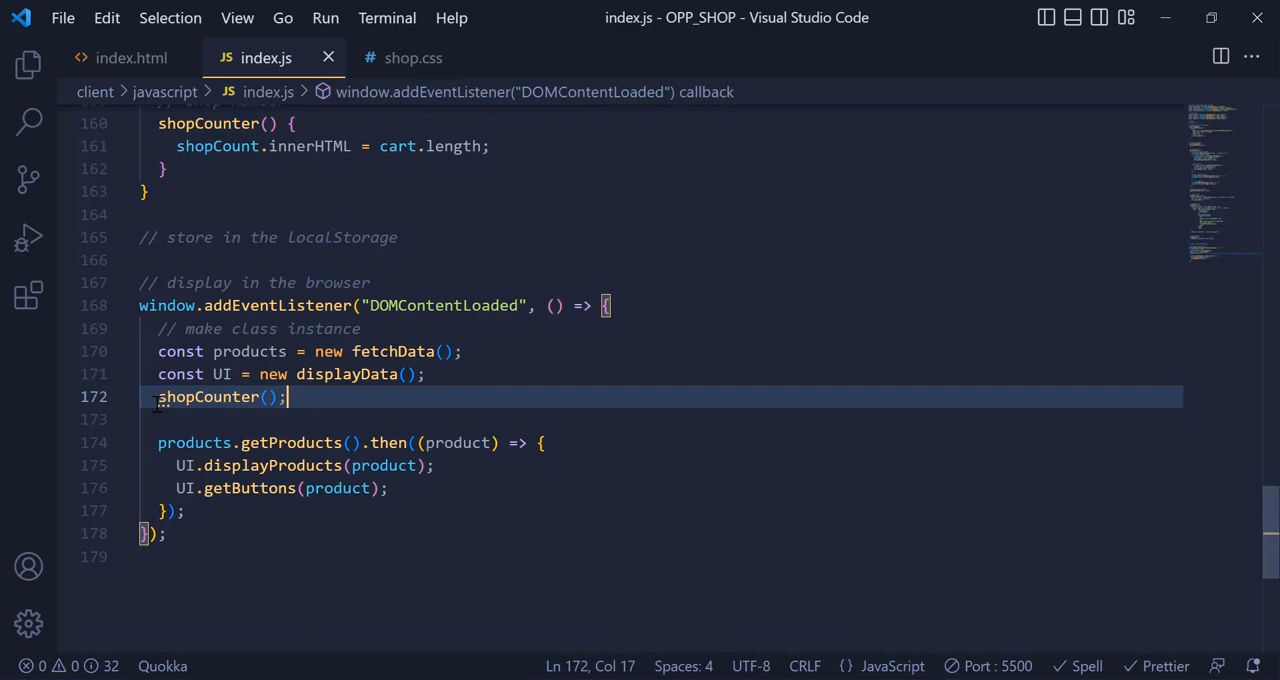 File Edit Selection View Go Run Terminal Help index.js - OPP_SHOP - Visual Studio Code
<> index.html JS index.js × # shop.css
client > javascript > JS index.js > window.addEventListener("DOMContentLoaded") callback
160 shopCounter() {
161 shopCount.innerHTML = cart.length;
162 }
163 }
164
165 // store in the localStorage
166
167 // display in the browser
168 window.addEventListener("DOMContentLoaded", () => {
169 // make class instance
170 const products = new fetchData();
171 const UI = new displayData();
172 shopCounter();
173
174 products.getProducts().then((product) => {
175 UI.displayProducts(product);
176 UI.getButtons(product);
177 });
178 });
179
0 0 32 Quokka Ln 172, Col 17 Spaces: 4 UTF-8 CRLF {} JavaScript Port : 5500 Spell Prettier